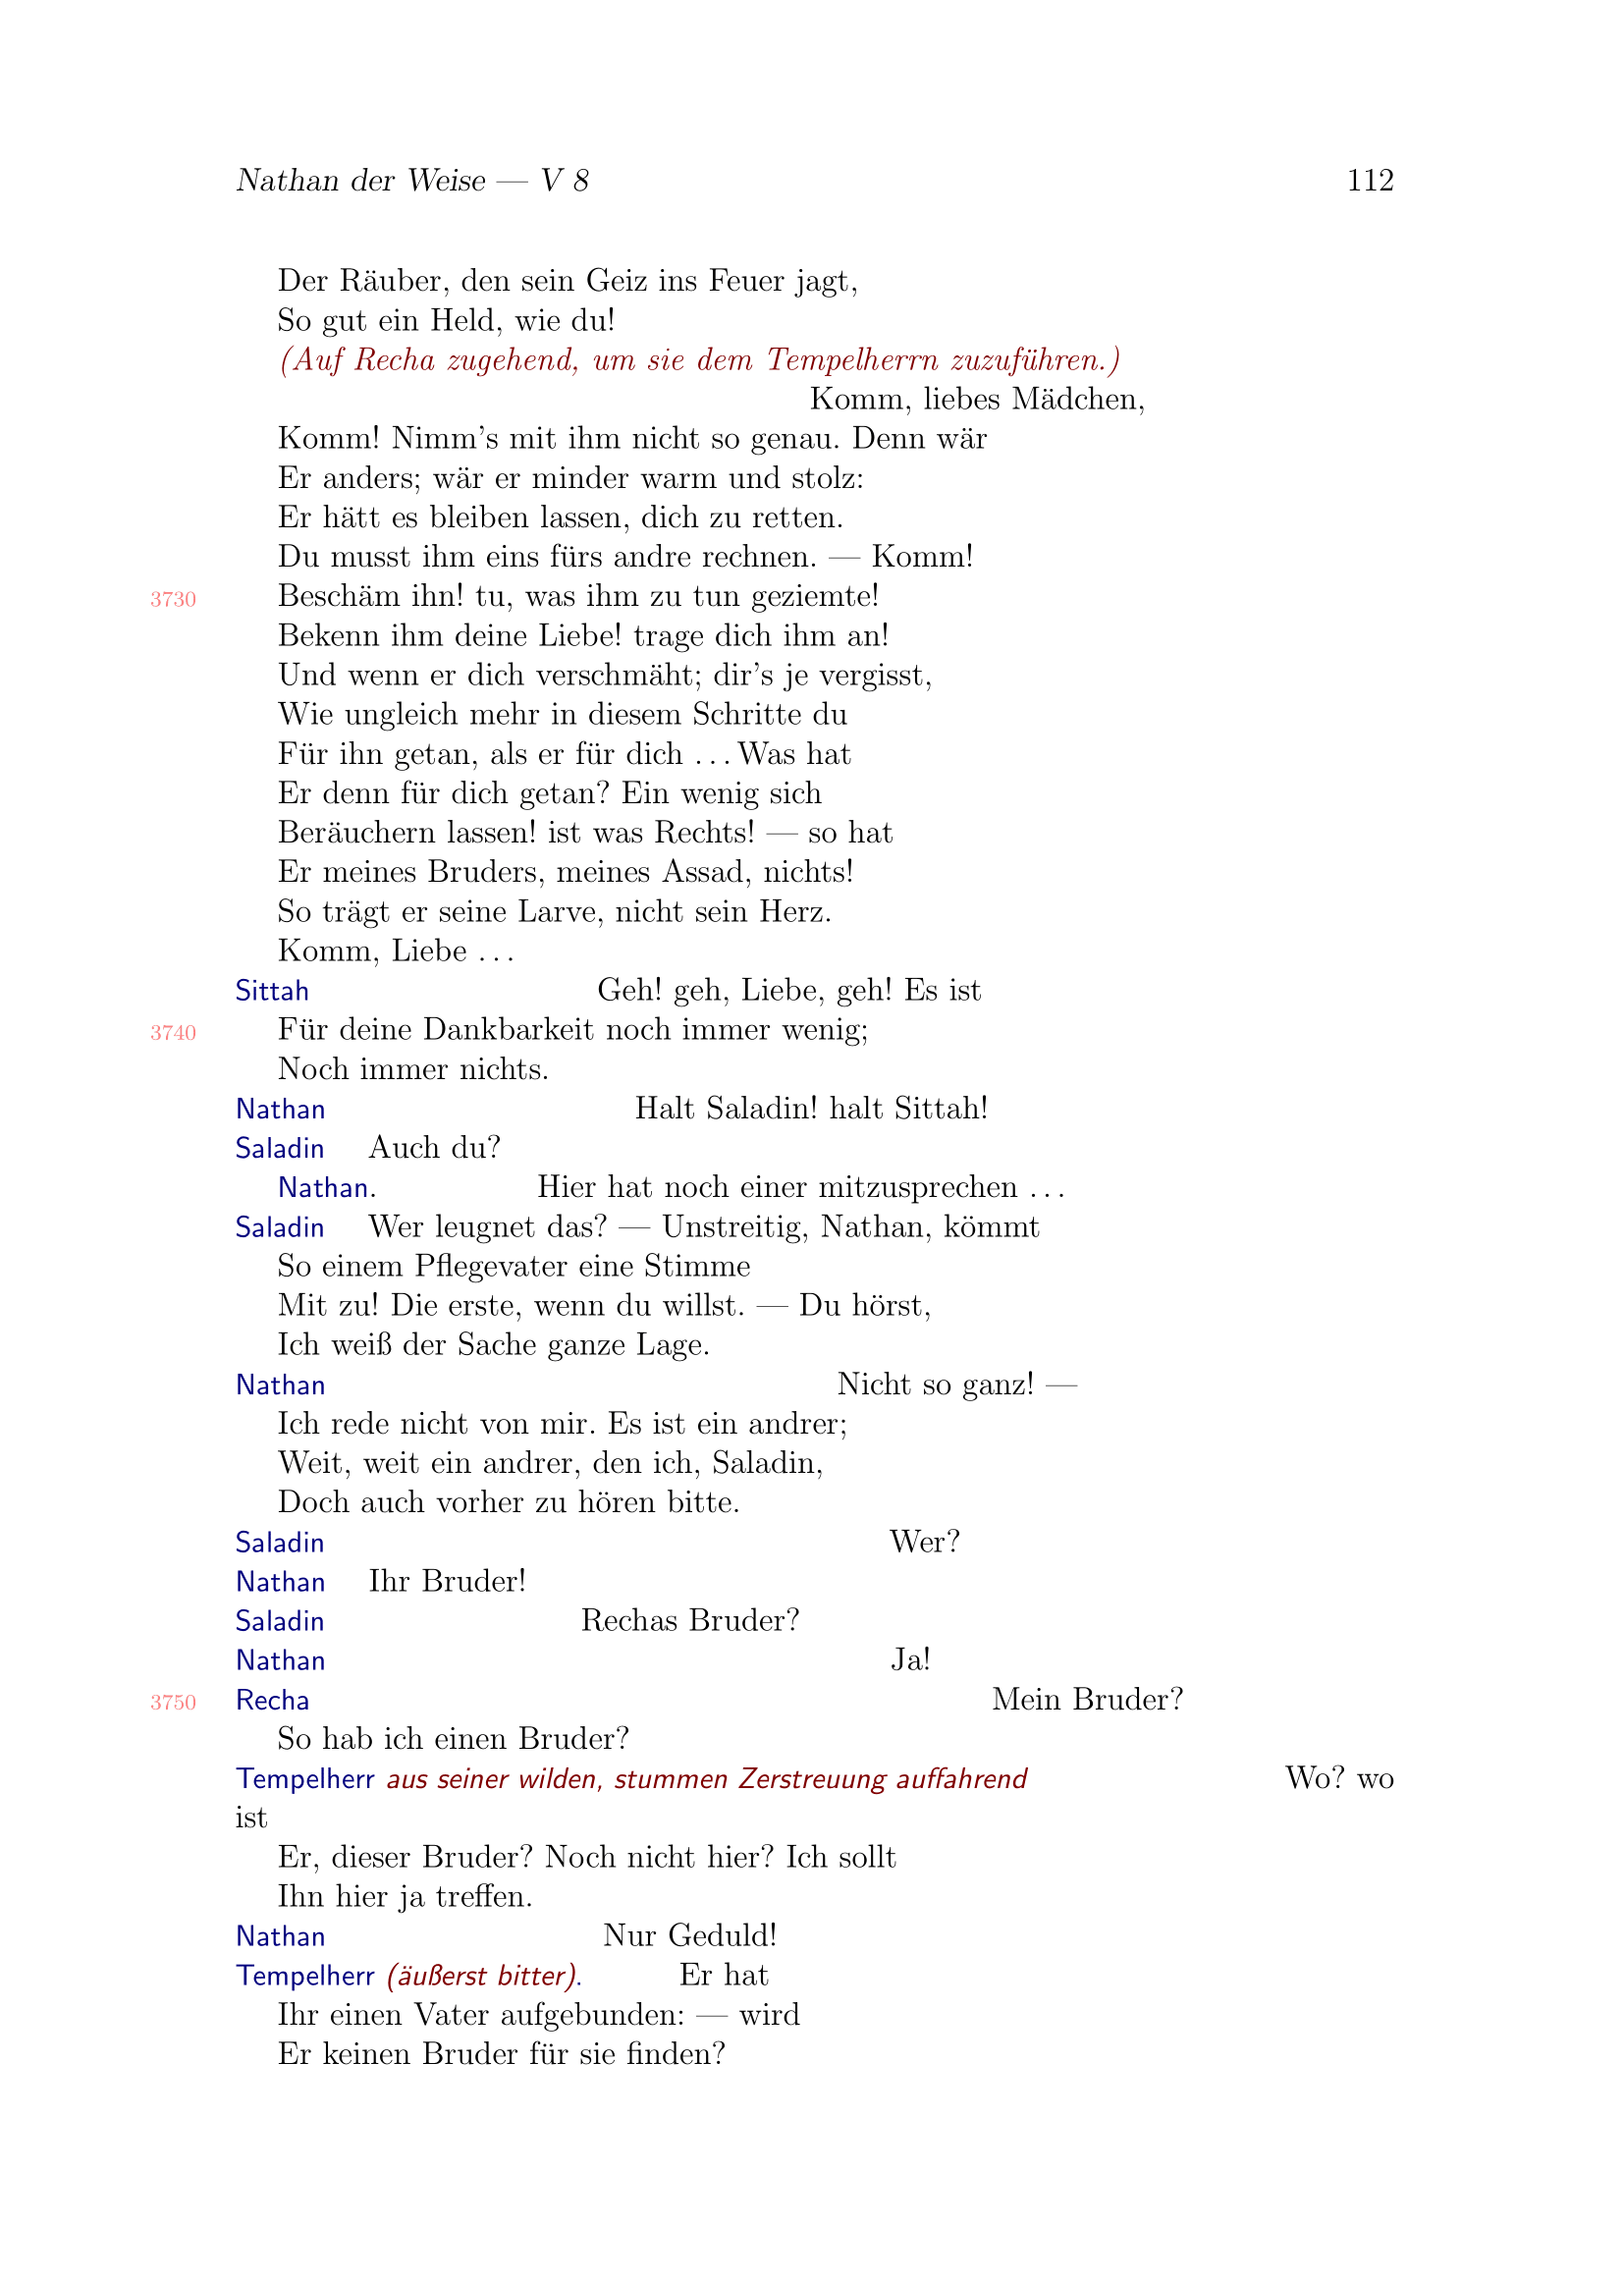 Nathan der Weise — V 8 112
Der Räuber, den sein Geiz ins Feuer jagt,
So gut ein Held, wie du!
(Auf Recha zugehend, um sie dem Tempelherrn zuzuführen.)
Komm, liebes Mädchen,
Komm! Nimm's mit ihm nicht so genau. Denn wär
Er anders; wär er minder warm und stolz:
Er hätt es bleiben lassen, dich zu retten.
Du musst ihm eins fürs andre rechnen. — Komm!
3730 Beschäm ihn! tu, was ihm zu tun geziemte!
Bekenn ihm deine Liebe! trage dich ihm an!
Und wenn er dich verschmäht; dir's je vergisst,
Wie ungleich mehr in diesem Schritte du
Für ihn getan, als er für dich ... Was hat
Er denn für dich getan? Ein wenig sich
Beräuchern lassen! ist was Rechts! — so hat
Er meines Bruders, meines Assad, nichts!
So trägt er seine Larve, nicht sein Herz.
Komm, Liebe ...
Sittah Geh! geh, Liebe, geh! Es ist
3740 Für deine Dankbarkeit noch immer wenig;
Noch immer nichts.
Nathan Halt Saladin! halt Sittah!
Saladin Auch du?
Nathan. Hier hat noch einer mitzusprechen ...
Saladin Wer leugnet das? — Unstreitig, Nathan, kömmt
So einem Pflegevater eine Stimme
Mit zu! Die erste, wenn du willst. — Du hörst,
Ich weiß der Sache ganze Lage.
Nathan Nicht so ganz! —
Ich rede nicht von mir. Es ist ein andrer;
Weit, weit ein andrer, den ich, Saladin,
Doch auch vorher zu hören bitte.
Saladin Wer?
Nathan Ihr Bruder!
Saladin Rechas Bruder?
Nathan Ja!
3750 Recha Mein Bruder?
So hab ich einen Bruder?
Tempelherr aus seiner wilden, stummen Zerstreuung auffahrend Wo? wo
ist
Er, dieser Bruder? Noch nicht hier? Ich sollt
Ihn hier ja treffen.
Nathan Nur Geduld!
Tempelherr (äußerst bitter). Er hat
Ihr einen Vater aufgebunden: — wird
Er keinen Bruder für sie finden?